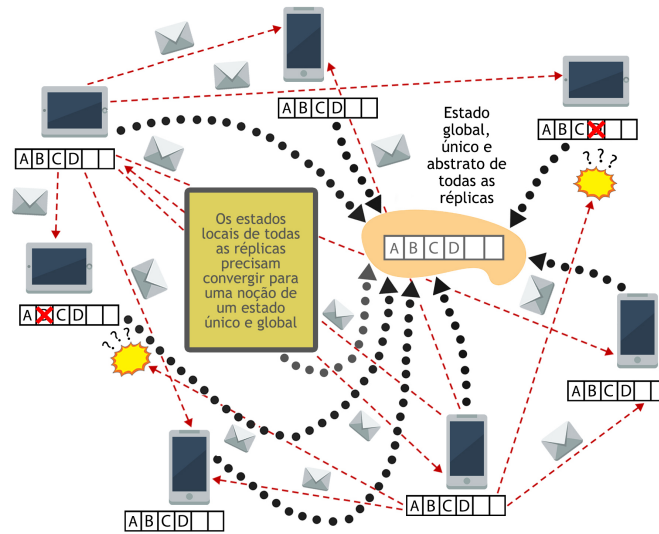 A B C D
A B C D
A B C
? ? ?
Estado
global,
único e
abstrato de
todas as
réplicas
A B C D
Os estados
locais de todas
as réplicas
precisam
convergir para
uma noção de
um estado
único e global
A B C D
A C D
? ? ?
A B C D
A B C D
A B C D